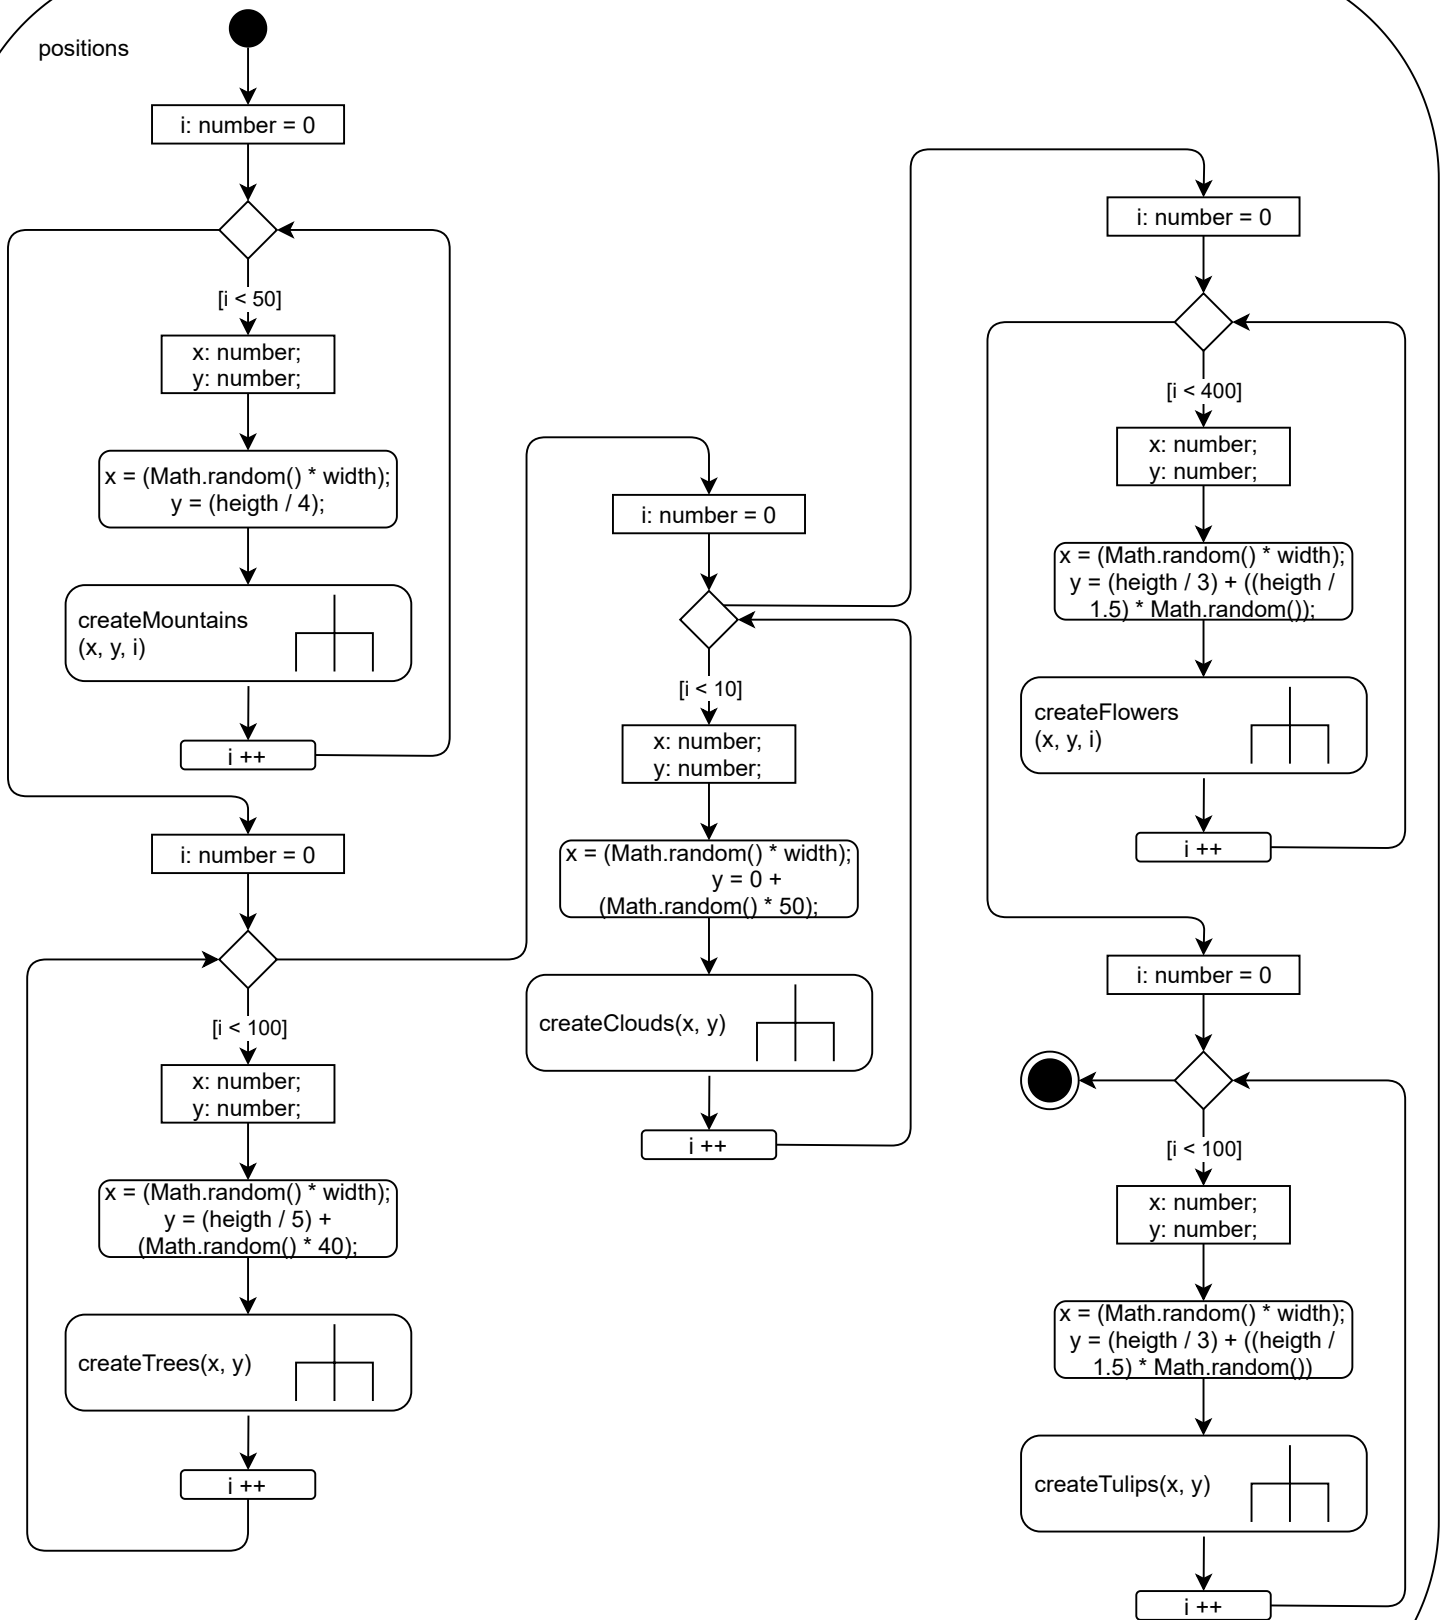 positions
i: number = 0
[i < 50]
x: number;
y: number;
x = (Math.random() * width);
y = (heigth / 4);
createMountains
(x, y, i)
i ++
i: number = 0
[i < 100]
x: number;
y: number;
x = (Math.random() * width);
y = (heigth / 5) +
(Math.random() * 40);
createTrees(x, y)
i ++
i: number = 0
[i < 10]
x: number;
y: number;
x = (Math.random() * width);
y = 0 +
(Math.random() * 50);
createClouds(x, y)
i ++
i: number = 0
[i < 400]
x: number;
y: number;
x = (Math.random() * width);
y = (heigth / 3) + ((heigth /
1.5) * Math.random());
createFlowers
(x, y, i)
i ++
i: number = 0
[i < 100]
x: number;
y: number;
x = (Math.random() * width);
y = (heigth / 3) + ((heigth /
1.5) * Math.random())
createTulips(x, y)
i ++